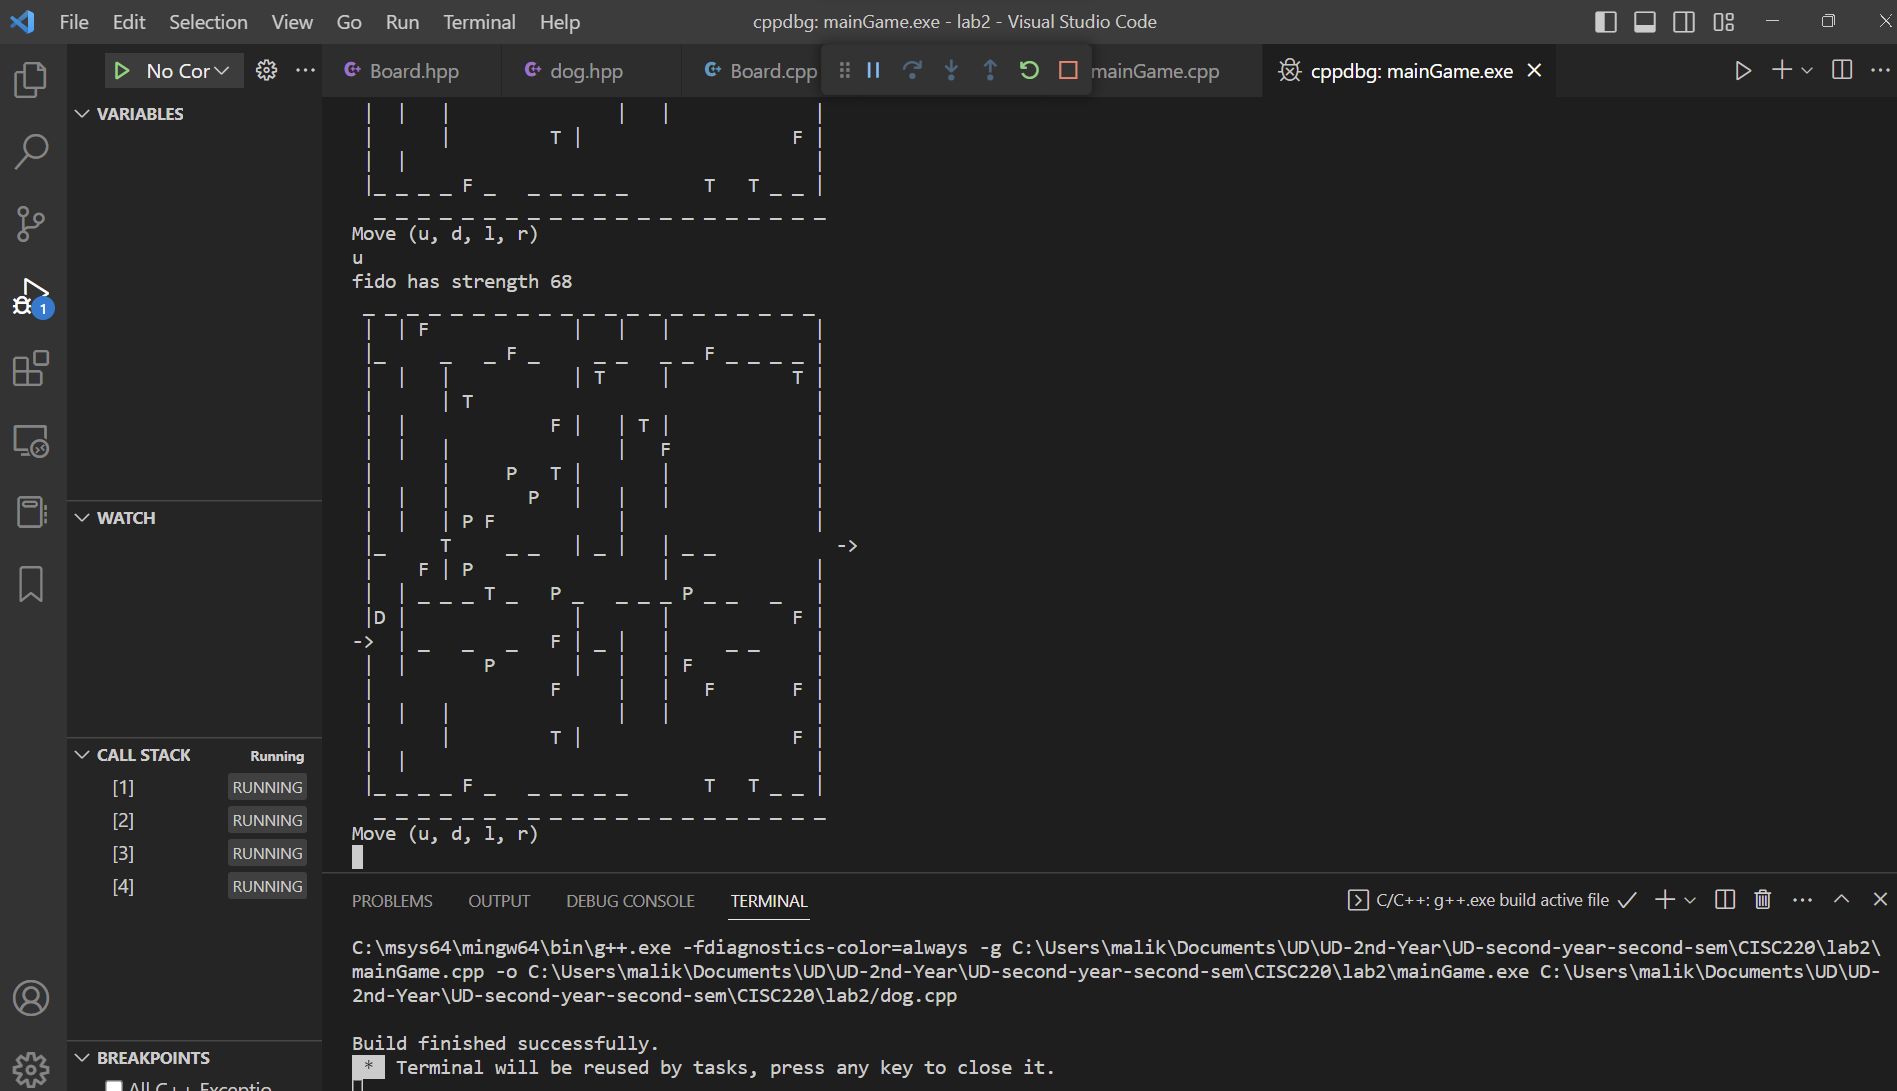 File Edit Selection View Go Run Terminal Help cppdbg: mainGame.exe - lab2 - Visual Studio Code
No Cor Board.hpp dog.hpp Board.cpp mainGame.cpp cppdbg: mainGame.exe
VARIABLES
|  |   |               |   |             |
|      |         T |                   F |
|  |                                     |
|_ _ _ _ F _   _ _ _ _ _       T   T _ _ |
  _ _ _ _ _ _ _ _ _ _ _ _ _ _ _ _ _ _ _ _ _
Move (u, d, l, r)
u
fido has strength 68
 _ _ _ _ _ _ _ _ _ _ _ _ _ _ _ _ _ _ _ _ _
|  | F             |   |   |             |
|_     _   _ F _     _ _   _ _ F _ _ _ _ |
|  |   |           | T     |           T |
|      | T                               |
|  |             F |   | T |             |
|  |   |               |   F             |
|      |     P   T |       |             |
|  |   |       P   |   |   |             |
|  |   | P F           |                 |
|_     T     _ _   | _ |   | _ _           ->
|    F | P                 |             |
|  | _ _ _ T _   P _   _ _ _ P _ _   _   |
|D |               |       |           F |
->  | _   _   _   F | _ |   |     _ _     |
|  |       P       |   |   | F           |
|                F     |   |   F       F |
|  |   |               |   |             |
|      |         T |                   F |
|  |                                     |
|_ _ _ _ F _   _ _ _ _ _       T   T _ _ |
  _ _ _ _ _ _ _ _ _ _ _ _ _ _ _ _ _ _ _ _ _
Move (u, d, l, r)
WATCH
CALL STACK Running
[1] RUNNING
[2] RUNNING
[3] RUNNING
[4] RUNNING
BREAKPOINTS
All C++ Exceptio
1
PROBLEMS OUTPUT DEBUG CONSOLE TERMINAL C/C++: g++.exe build active file
C:\msys64\mingw64\bin\g++.exe -fdiagnostics-color=always -g C:\Users\malik\Documents\UD\UD-2nd-Year\UD-second-year-second-sem\CISC220\lab2\
mainGame.cpp -o C:\Users\malik\Documents\UD\UD-2nd-Year\UD-second-year-second-sem\CISC220\lab2\mainGame.exe C:\Users\malik\Documents\UD\UD-
2nd-Year\UD-second-year-second-sem\CISC220\lab2/dog.cpp
Build finished successfully.
* Terminal will be reused by tasks, press any key to close it.